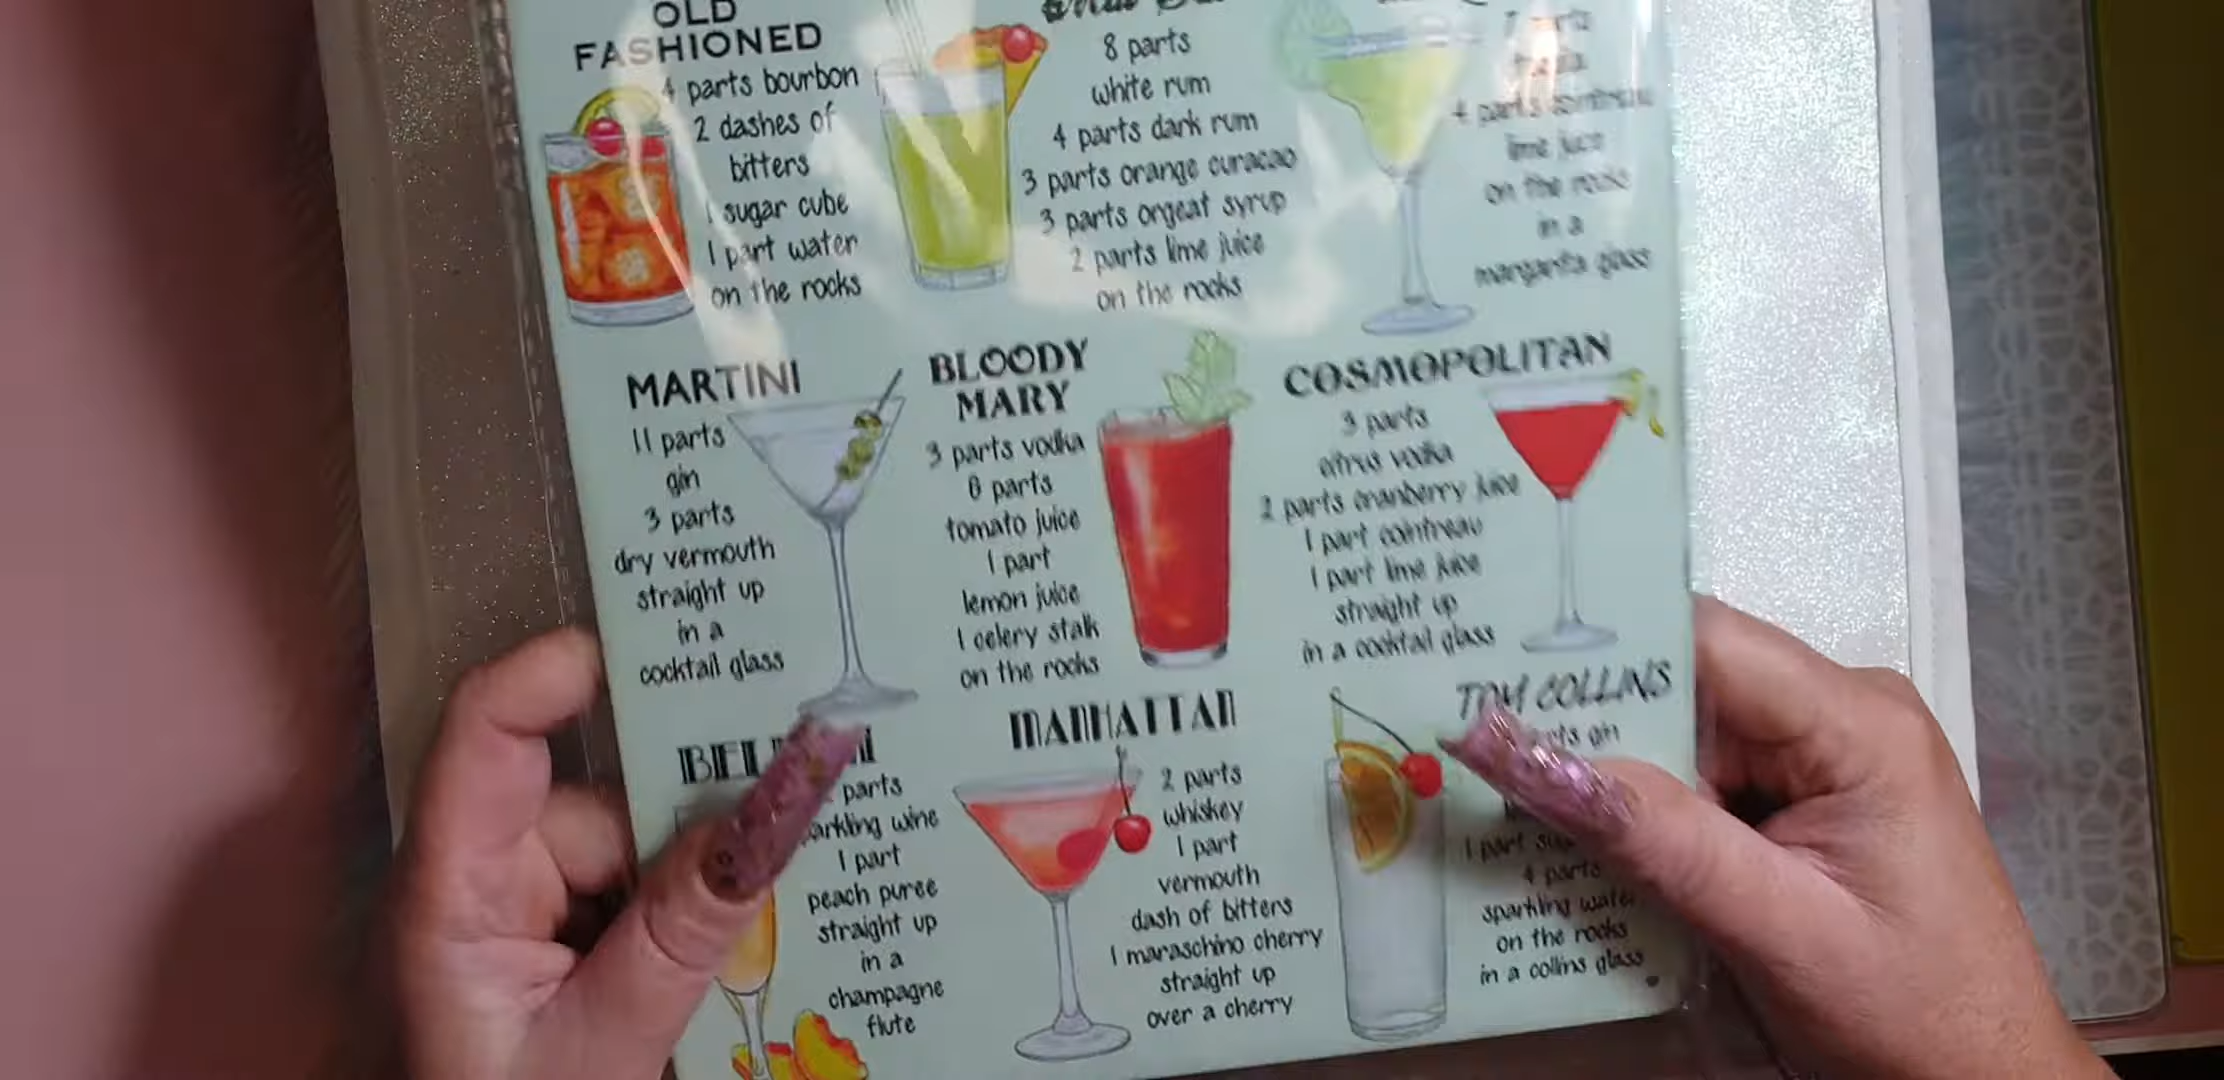 OLD
FASHIONED
4 parts bourbon
2 dashes of
bitters
1 sugar cube
1 part water
on the rocks
8 parts
white rum
4 parts dark rum
3 parts orange curacao
3 parts orgeat syrup
2 parts lime juice
on the rocks
4 parts cointreau
lime juice
on the rocks
in a
margarita glass
MARTINI
11 parts
gin
3 parts
dry vermouth
straight up
in a
cocktail glass
BLOODY
MARY
3 parts vodka
6 parts
tomato juice
1 part
lemon juice
1 celery stalk
on the rocks
COSMOPOLITAN
3 parts
citrus vodka
2 parts cranberry juice
1 part cointreau
1 part lime juice
straight up
in a cocktail glass
parts
wine
1 part
peach puree
straight up
in a
champagne
flute
MANHATTAN
2 parts
whiskey
1 part
vermouth
dash of bitters
1 maraschino cherry
straight up
over a cherry
TOM COLLINS
gin
1 part
4 parts
sparkling water
on the rocks
in a collins glass